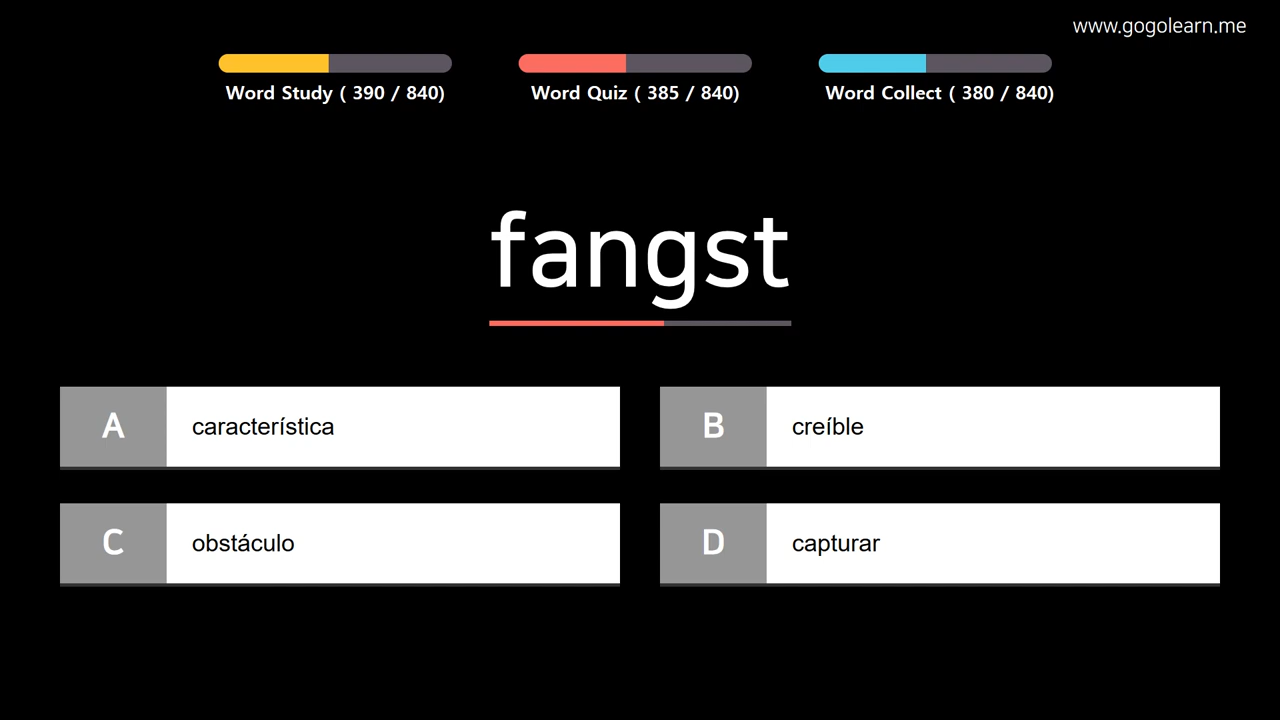 www.gogolearn.me
Word Study ( 390 / 840)
Word Quiz ( 385 / 840)
Word Collect ( 380 / 840)
fangst
A característica
B creíble
C obstáculo
D capturar